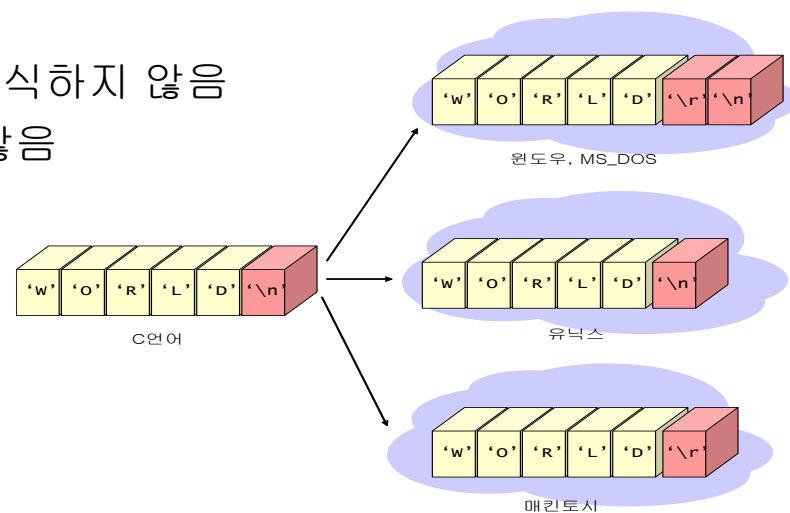 식하지 않음
않음
‘W’ ‘O’ ‘R’ ‘L’ ‘D’ ‘\r’ ‘\n’
윈도우, MS_DOS
‘W’ ‘O’ ‘R’ ‘L’ ‘D’ ‘\n’
C언어
‘W’ ‘O’ ‘R’ ‘L’ ‘D’ ‘\n’
유닉스
‘W’ ‘O’ ‘R’ ‘L’ ‘D’ ‘\r’
매킨토시